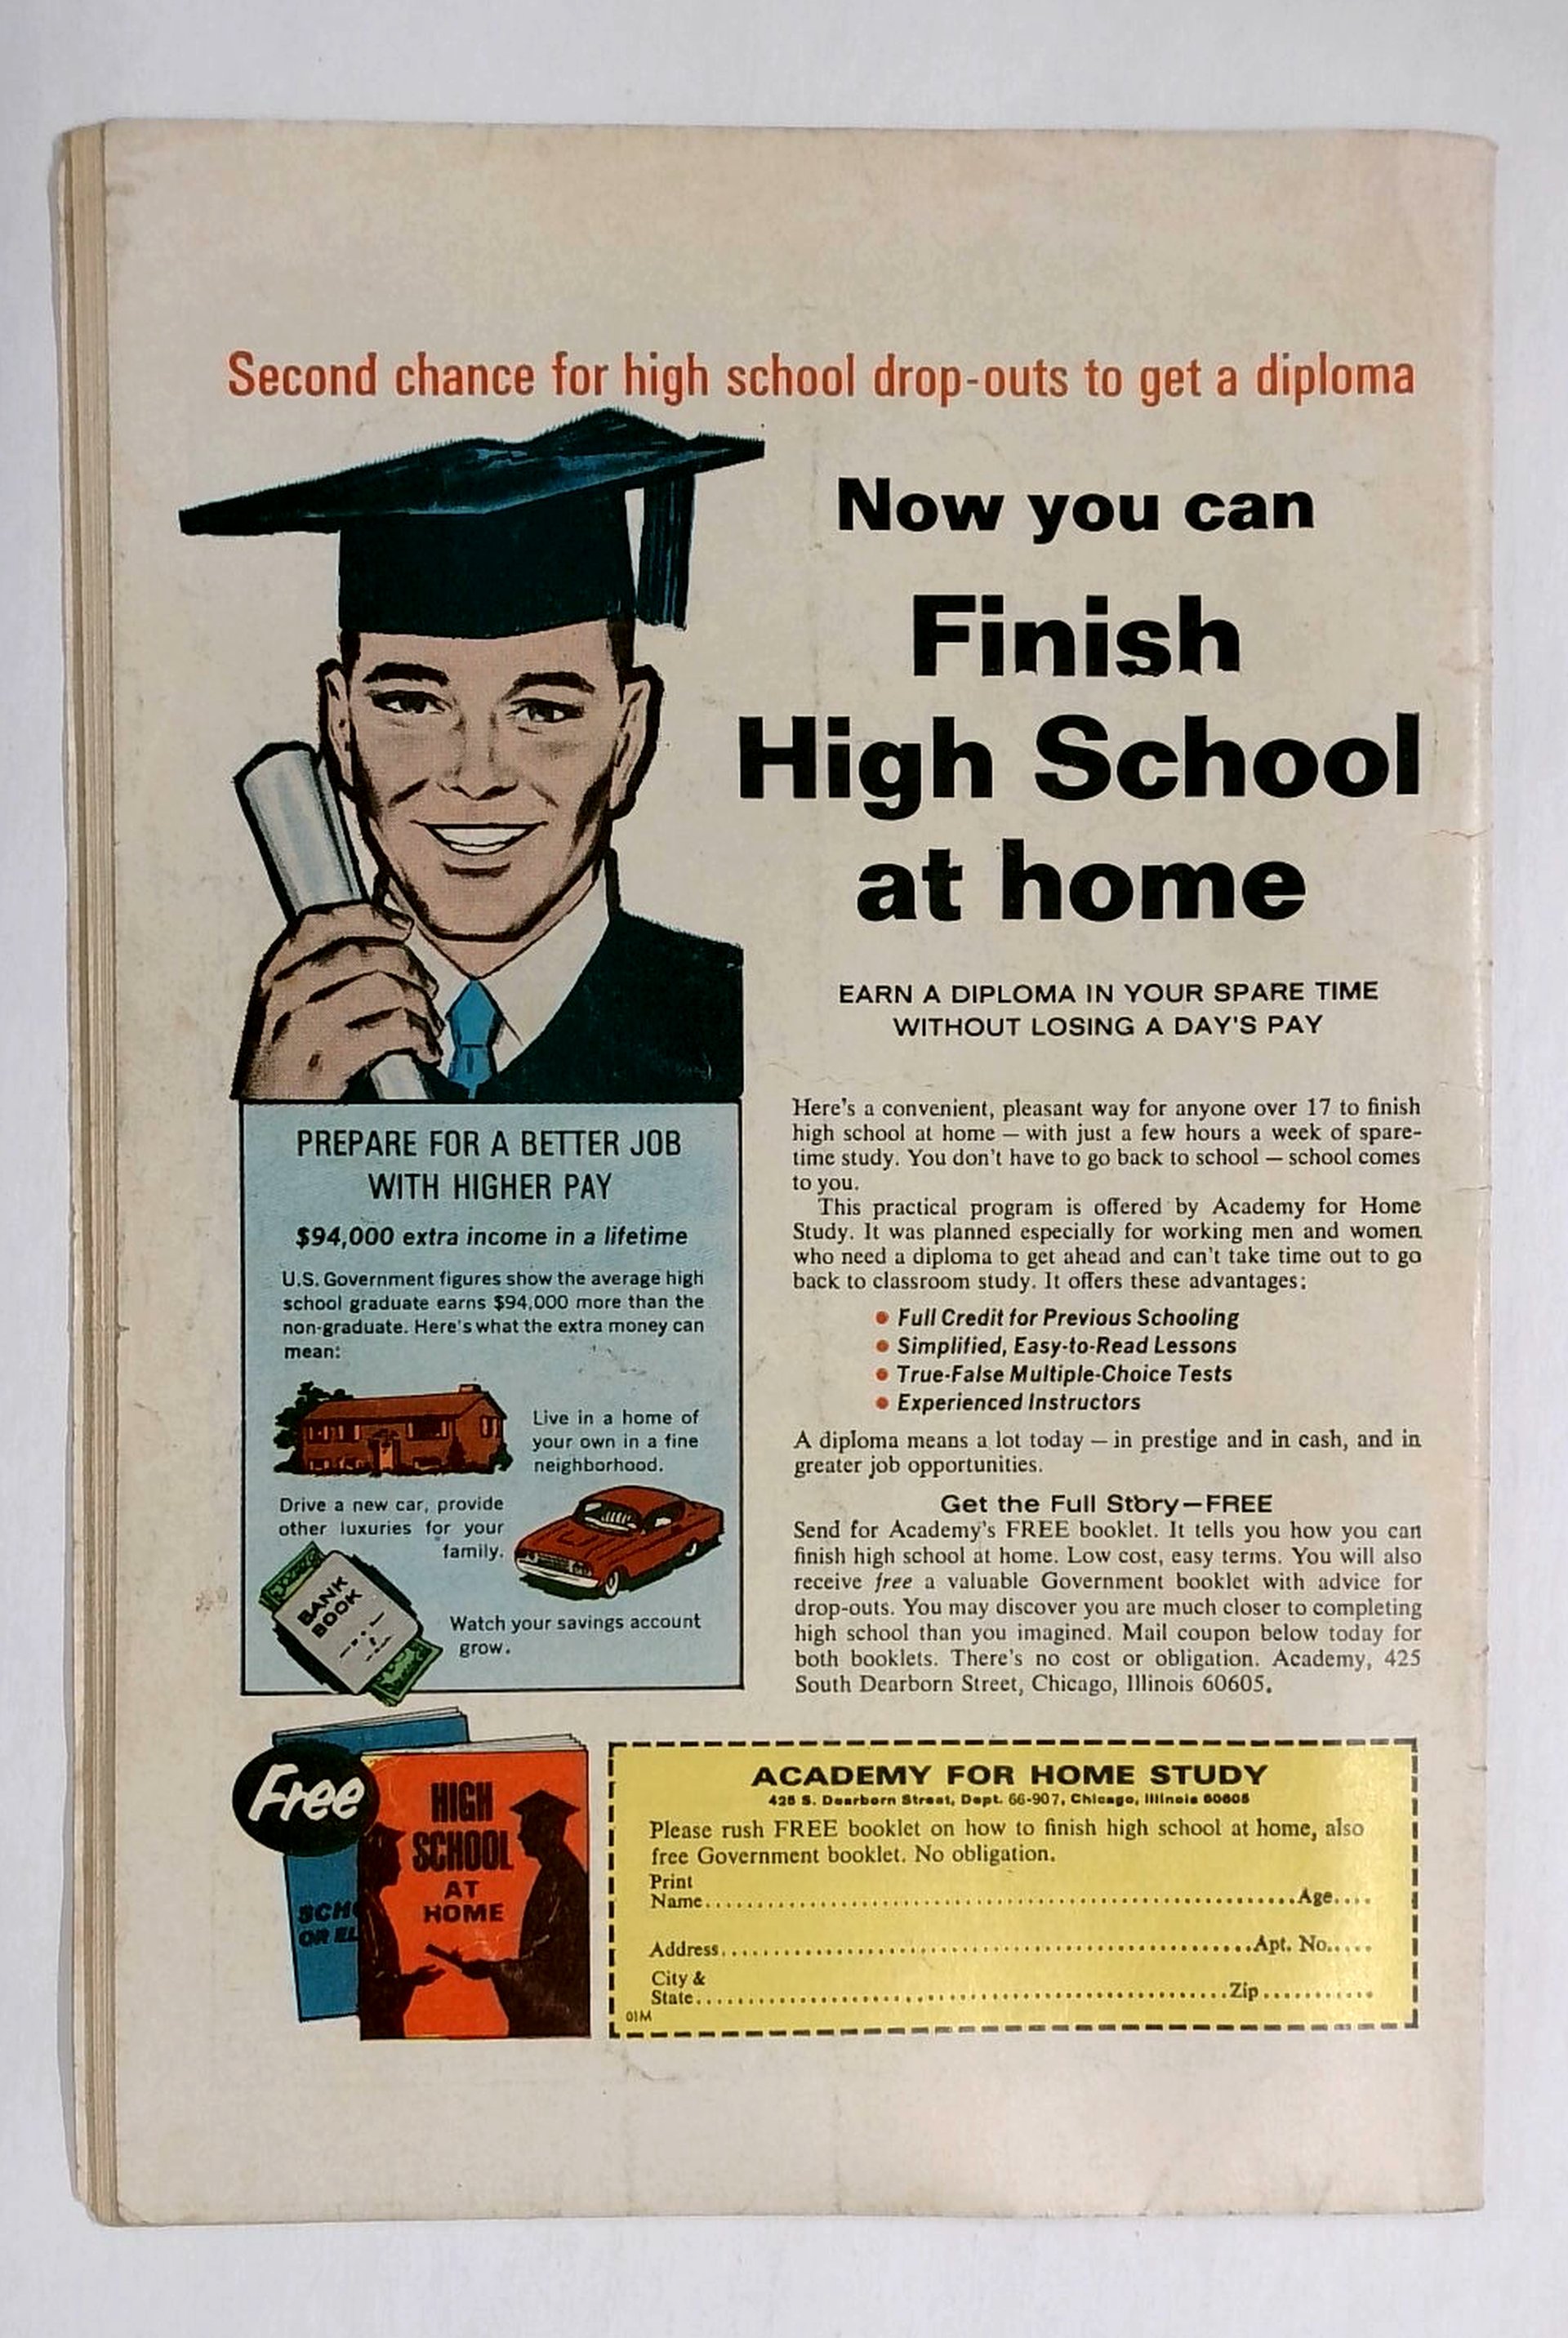 Second chance for high school drop-outs to get a diploma
Now you can
Finish
High School
at home
EARN A DIPLOMA IN YOUR SPARE TIME
WITHOUT LOSING A DAY'S PAY
Here's a convenient, pleasant way for anyone over 17 to finish
high school at home — with just a few hours a week of spare-
time study. You don't have to go back to school — school comes
to you.
This practical program is offered by Academy for Home
Study. It was planned especially for working men and women
who need a diploma to get ahead and can't take time out to go
back to classroom study. It offers these advantages:
• Full Credit for Previous Schooling
• Simplified, Easy-to-Read Lessons
• True-False Multiple-Choice Tests
• Experienced Instructors
A diploma means a lot today — in prestige and in cash, and in
greater job opportunities.
Get the Full Story—FREE
Send for Academy's FREE booklet. It tells you how you can
finish high school at home. Low cost, easy terms. You will also
receive free a valuable Government booklet with advice for
drop-outs. You may discover you are much closer to completing
high school than you imagined. Mail coupon below today for
both booklets. There's no cost or obligation. Academy, 425
South Dearborn Street, Chicago, Illinois 60605.
PREPARE FOR A BETTER JOB
WITH HIGHER PAY
$94,000 extra income in a lifetime
U.S. Government figures show the average high
school graduate earns $94,000 more than the
non-graduate. Here's what the extra money can
mean:
Live in a home of
your own in a fine
neighborhood.
Drive a new car, provide
other luxuries for your
family.
BANK
BOOK
Watch your savings account
grow.
Free
HIGH
SCHOOL
AT
HOME
SCHO
OR EL
ACADEMY FOR HOME STUDY
425 S. Dearborn Street, Dept. 66-907, Chicago, Illinois 60605
Please rush FREE booklet on how to finish high school at home, also
free Government booklet. No obligation.
Print
Name Age
Address Apt. No.
City &
State Zip
01M